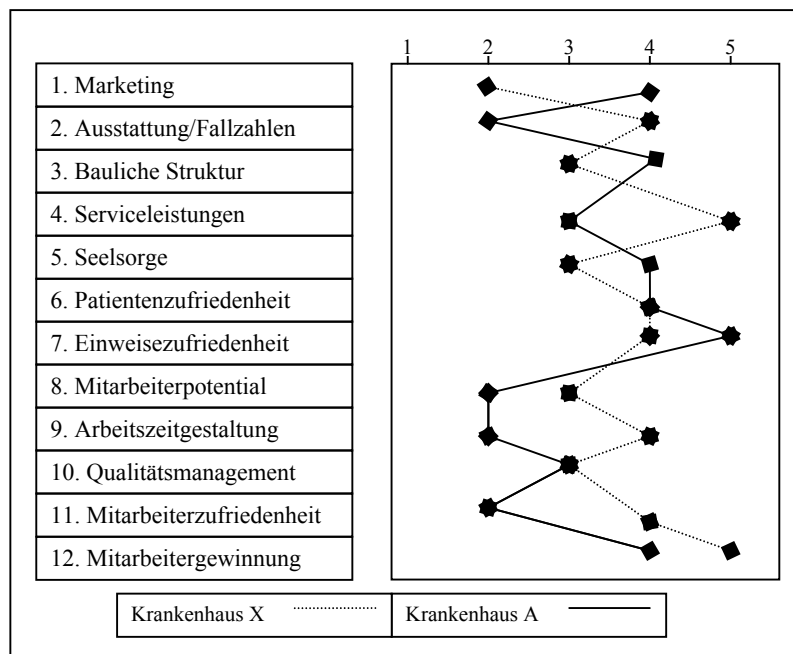 1 2 3 4 5
1. Marketing
2. Ausstattung/Fallzahlen
3. Bauliche Struktur
4. Serviceleistungen
5. Seelsorge
6. Patientenzufriedenheit
7. Einweisezufriedenheit
8. Mitarbeiterpotential
9. Arbeitszeitgestaltung
10. Qualitätsmanagement
11. Mitarbeiterzufriedenheit
12. Mitarbeitergewinnung
Krankenhaus X Krankenhaus A